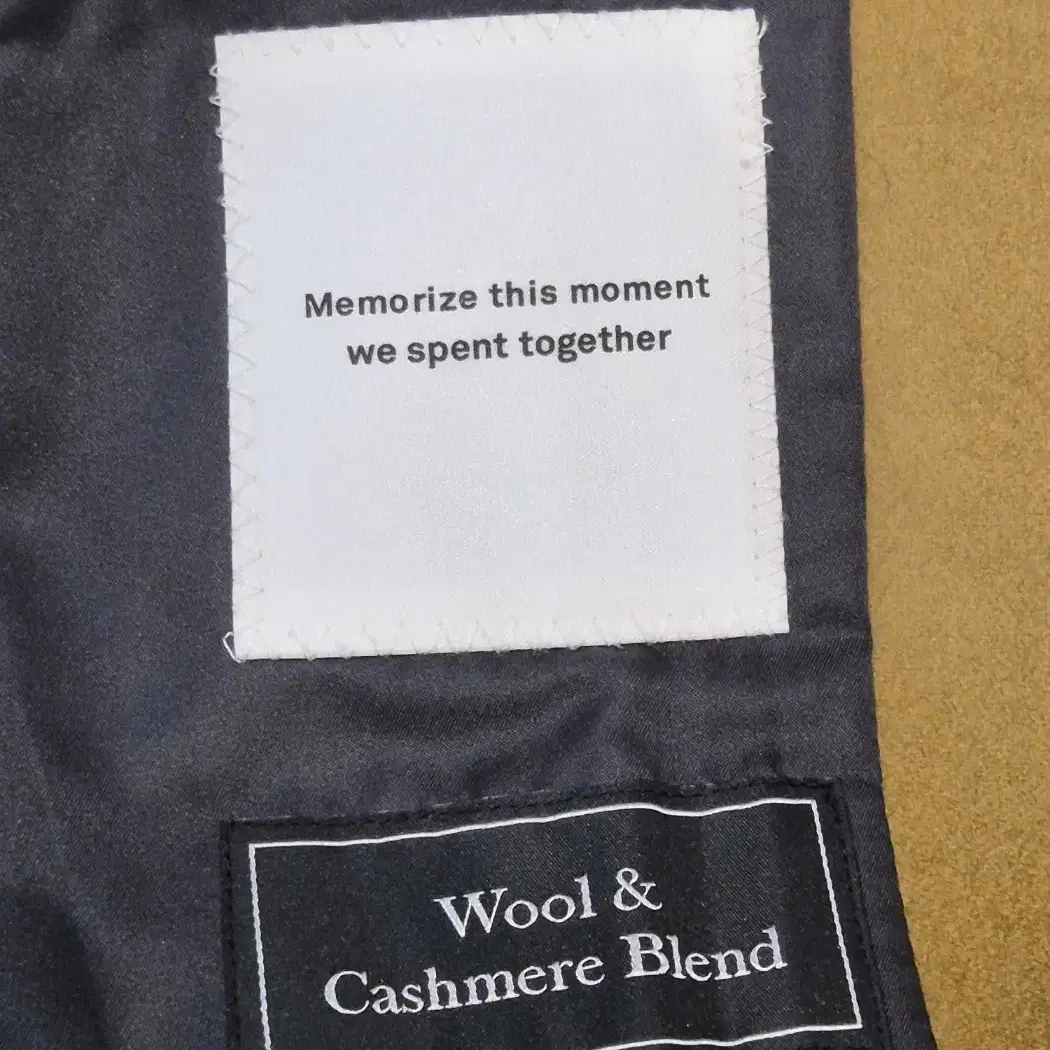 Memorize this moment
we spent together
Wool &
Cashmere Blend